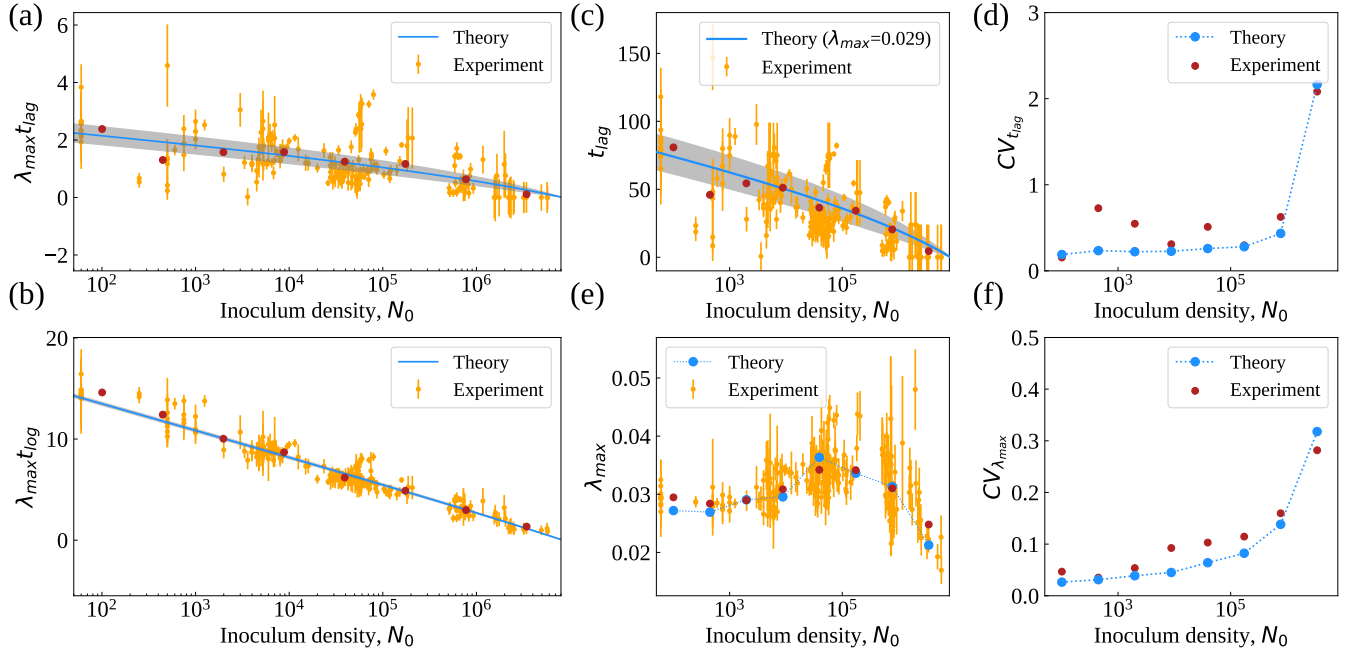 (a)
6
4
2
0
−2
λmaxtlag
Theory
Experiment
10²
10³
10⁴
10⁵
10⁶
Inoculum density, N₀
(b)
20
10
0
λmaxtlog
Theory
Experiment
10²
10³
10⁴
10⁵
10⁶
Inoculum density, N₀
(c)
150
100
50
0
tlag
Theory (λmax=0.029)
Experiment
10³
10⁵
Inoculum density, N₀
(e)
0.05
0.04
0.03
0.02
λmax
Theory
Experiment
10³
10⁵
Inoculum density, N₀
(d)
3
2
1
0
CVtlag
Theory
Experiment
10³
10⁵
Inoculum density, N₀
(f)
0.5
0.4
0.3
0.2
0.1
0.0
CVλmax
Theory
Experiment
10³
10⁵
Inoculum density, N₀